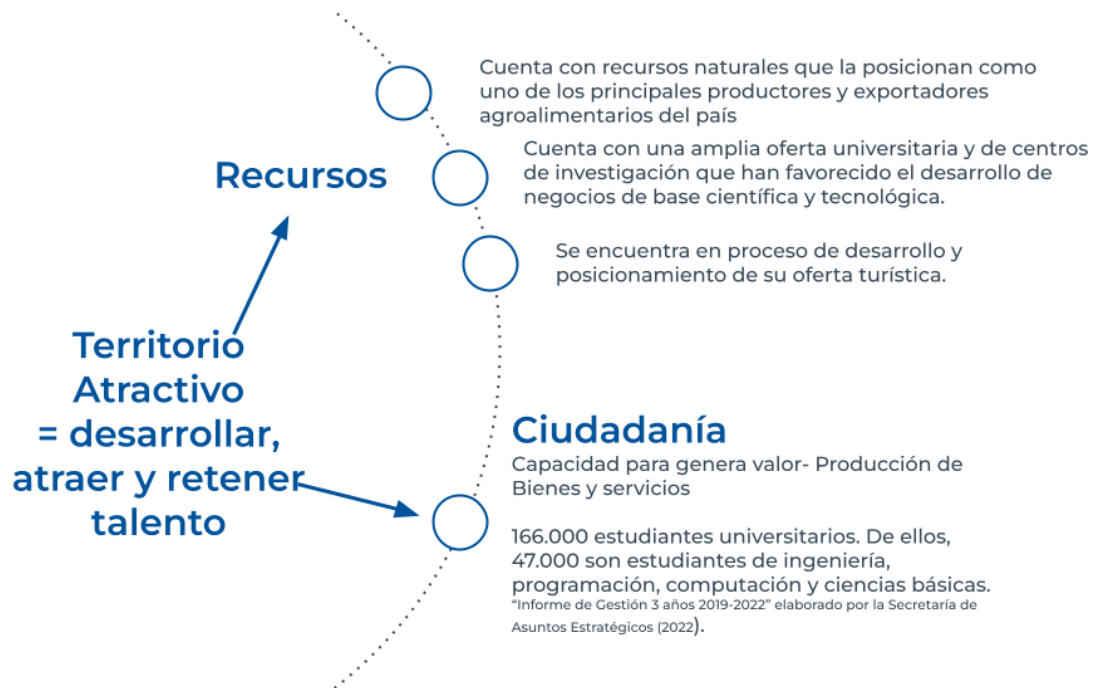 Cuenta con recursos naturales que la posicionan como
uno de los principales productores y exportadores
agroalimentarios del país
Recursos
Cuenta con una amplia oferta universitaria y de centros
de investigación que han favorecido el desarrollo de
negocios de base científica y tecnológica.
Se encuentra en proceso de desarrollo y
posicionamiento de su oferta turística.
Territorio
Atractivo
= desarrollar,
atraer y retener
talento
Ciudadanía
Capacidad para genera valor- Producción de
Bienes y servicios
166.000 estudiantes universitarios. De ellos,
47.000 son estudiantes de ingeniería,
programación, computación y ciencias básicas.
“Informe de Gestión 3 años 2019-2022” elaborado por la Secretaría de
Asuntos Estratégicos (2022).